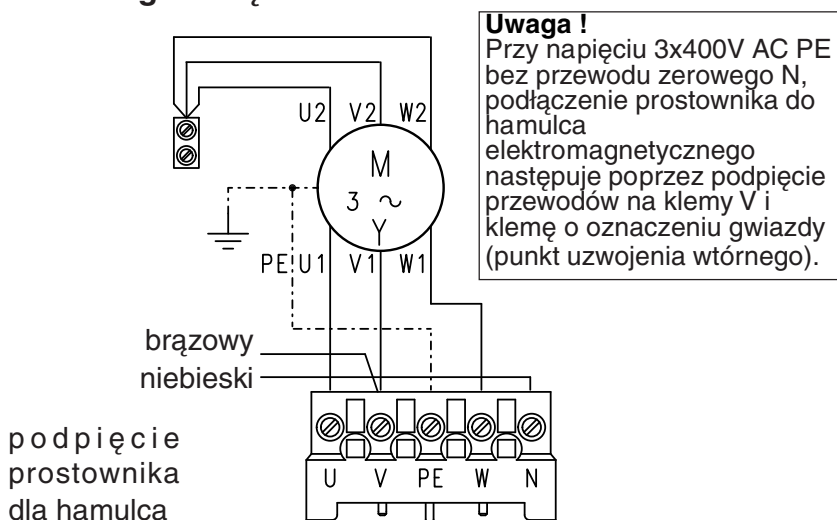 Uwaga !
Przy napięciu 3x400V AC PE
bez przewodu zerowego N,
podłączenie prostownika do
hamulca
elektromagnetycznego
następuje poprzez podpięcie
przewodów na klemy V i
klemę o oznaczeniu gwiazdy
(punkt uzwojenia wtórnego).
U2 V2 W2
M
3 ~
Y
PE U1 V1 W1
brązowy
niebieski
podpięcie
prostownika
dla hamulca
U V PE W N